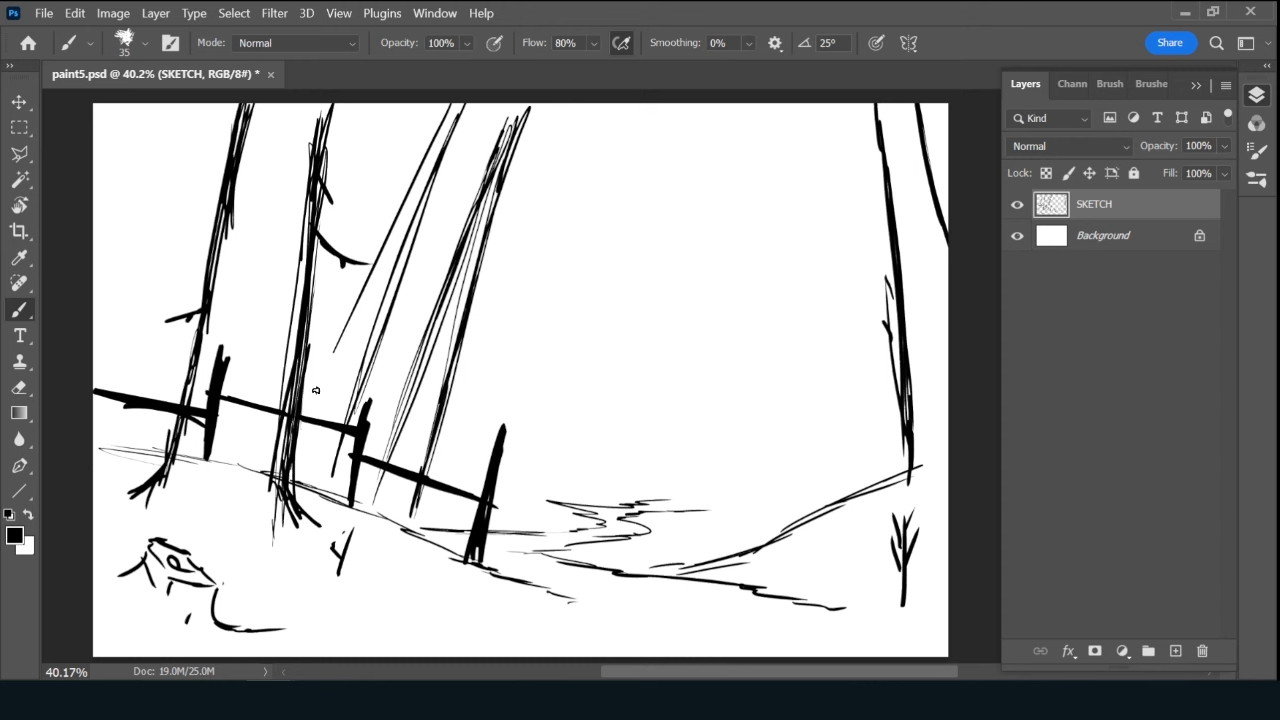 Ps File Edit Image Layer Type Select Filter 3D View Plugins Window Help
35 Mode: Normal Opacity: 100% Flow: 80% Smoothing: 0% 25° Share
paint5.psd @ 40.2% (SKETCH, RGB/8#) *
Layers Chann Brush Brushe
Kind
Normal Opacity: 100%
Lock: Fill: 100%
SKETCH
Background
fx
40.17% Doc: 19.0M/25.0M